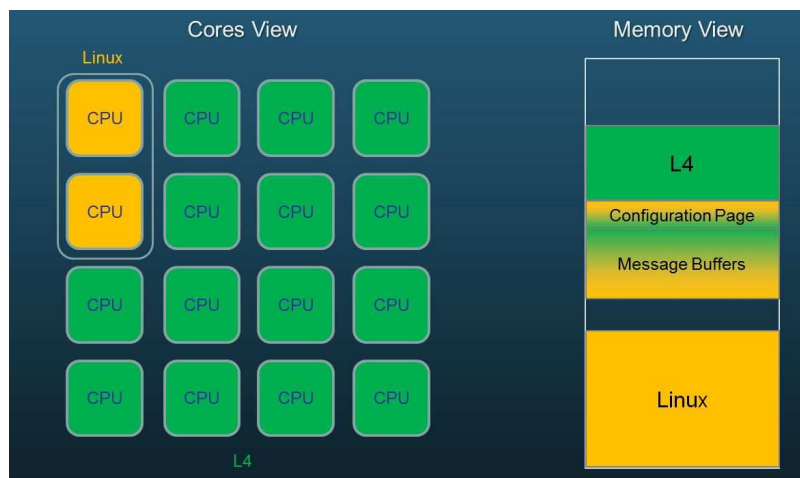 Cores View
Memory View
Linux
CPU CPU CPU CPU
CPU CPU CPU CPU
CPU CPU CPU CPU
CPU CPU CPU CPU
L4
L4
Configuration Page
Message Buffers
Linux